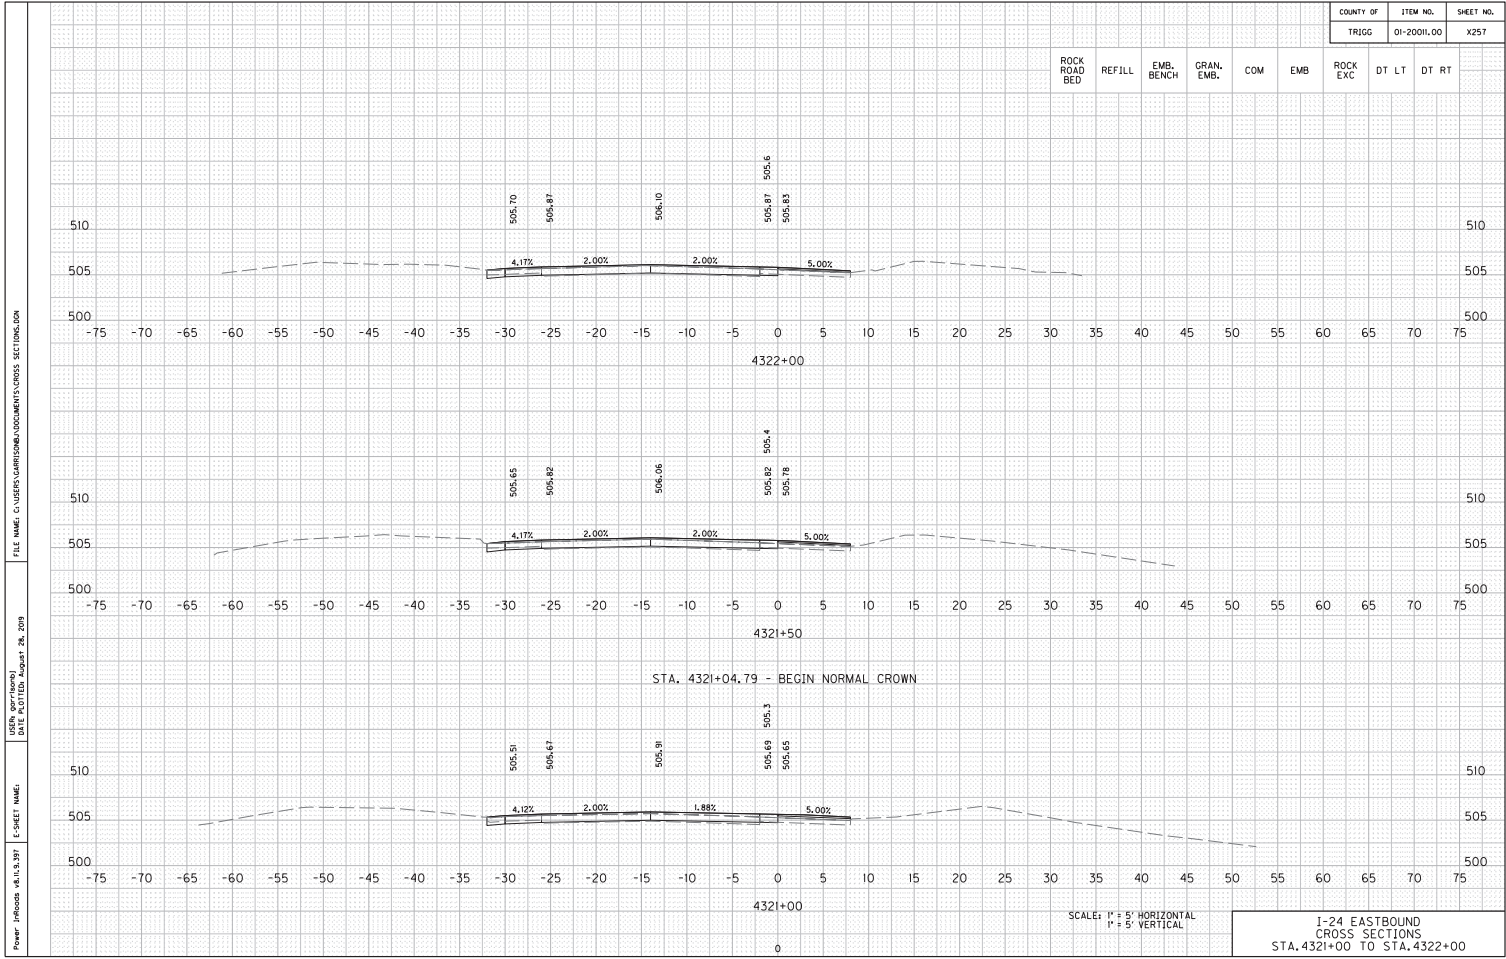 COUNTY OF ITEM NO. SHEET NO.
TRIGG 01-20011.00 X257
ROCK ROAD BED REFILL EMB. BENCH GRAN. EMB. COM EMB ROCK EXC DT LT DT RT
505.6
505.70 505.87 506.10 505.87 505.83
510 510
4.17% 2.00% 2.00% 5.00%
505 505
500 500
-75 -70 -65 -60 -55 -50 -45 -40 -35 -30 -25 -20 -15 -10 -5 0 5 10 15 20 25 30 35 40 45 50 55 60 65 70 75
4322+00
505.4
505.65 505.82 506.06 505.82 505.78
510 510
4.17% 2.00% 2.00% 5.00%
505 505
500 500
-75 -70 -65 -60 -55 -50 -45 -40 -35 -30 -25 -20 -15 -10 -5 0 5 10 15 20 25 30 35 40 45 50 55 60 65 70 75
4321+50
STA. 4321+04.79 - BEGIN NORMAL CROWN
505.3
505.51 505.67 505.91 505.69 505.65
510 510
4.12% 2.00% 1.88% 5.00%
505 505
500 500
-75 -70 -65 -60 -55 -50 -45 -40 -35 -30 -25 -20 -15 -10 -5 0 5 10 15 20 25 30 35 40 45 50 55 60 65 70 75
4321+00
0
SCALE: 1" = 5' HORIZONTAL
1" = 5' VERTICAL
I-24 EASTBOUND
CROSS SECTIONS
STA.4321+00 TO STA.4322+00
FILE NAME: C:\USERS\GARRISONBJ\DOCUMENTS\CROSS SECTIONS.DGN
USER: garrisonbj
DATE PLOTTED: August 28, 2019
E-SHEET NAME:
Power InRoads v8.11.9.397